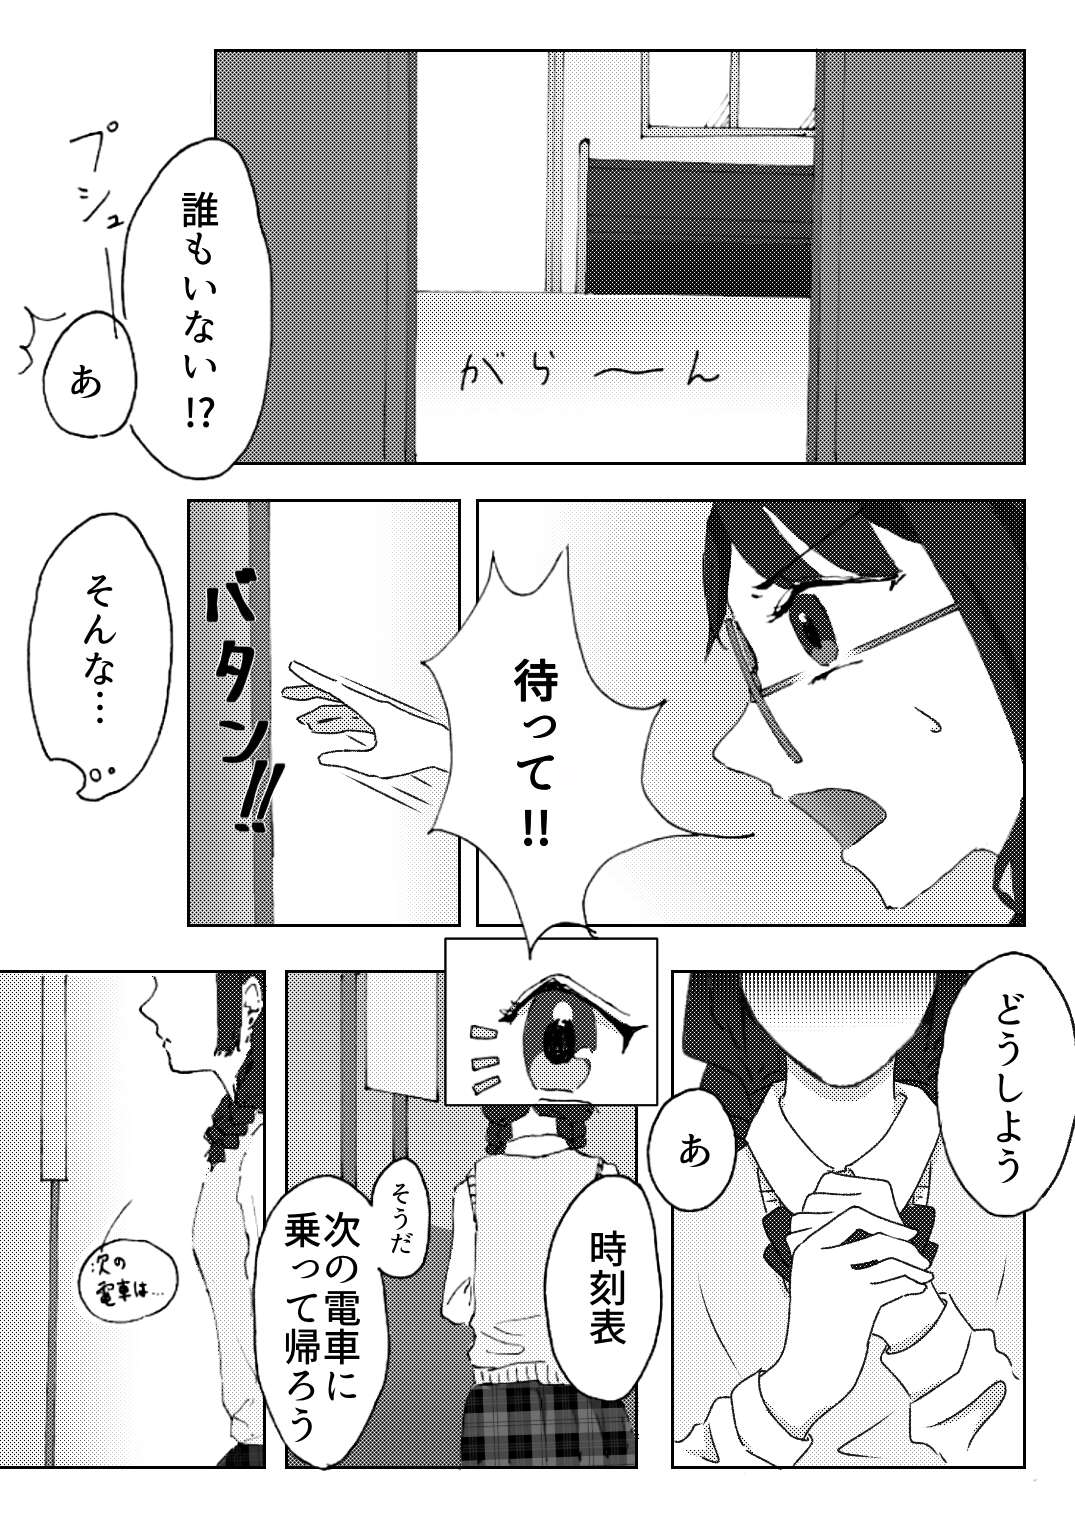 がら〜ん
誰もいない!?
プシュー
あ
待って!!
バタン!!
そんな…
どうしよう
あ
時刻表
そうだ
次の電車に
乗って帰ろう
次の
電車は…